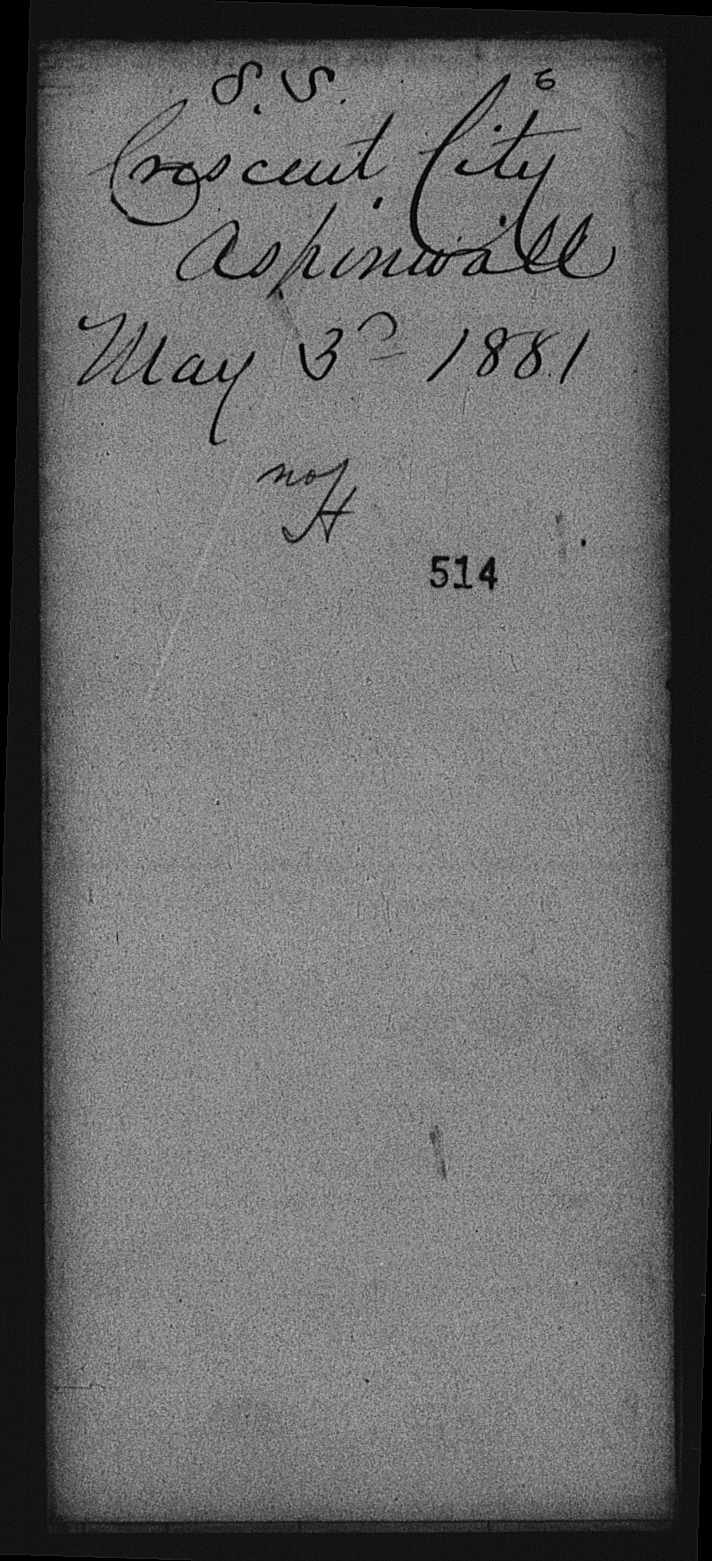 S.S. 6
Crescent City
Aspinwall
May 3d 1881
no
H
514